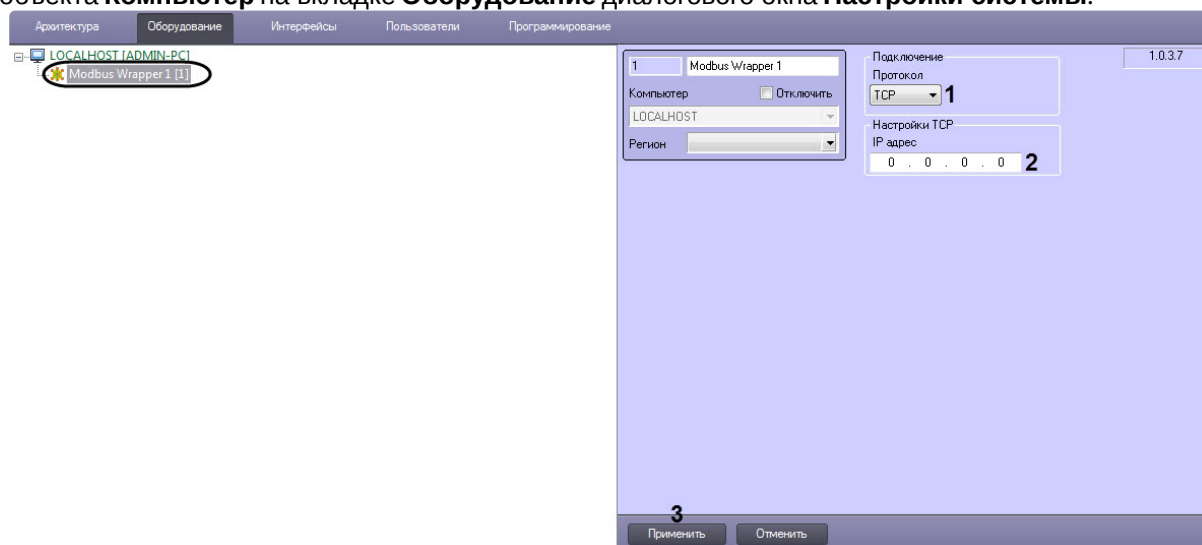 объекта Компьютер на вкладке Оборудование диалогового окна Настройки системы.
Архитектура Оборудование Интерфейсы Пользователи Программирование
LOCALHOST [ADMIN-PC]
Modbus Wrapper 1 [1]
1 Modbus Wrapper 1
Компьютер Отключить
LOCALHOST
Регион
Подключение
Протокол
TCP 1
Настройки TCP
IP адрес
0 . 0 . 0 . 0 2
1.0.3.7
3
Применить Отменить